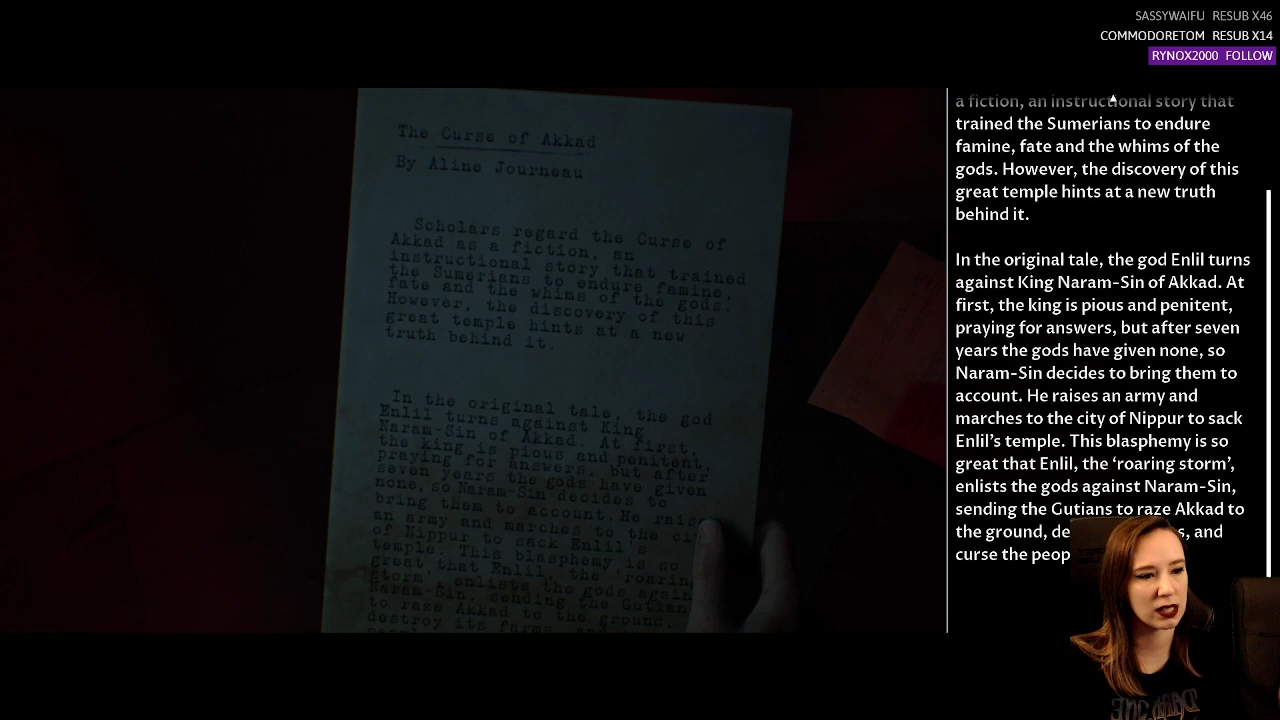 SASSYWAIFU RESUB X46
COMMODORETOM RESUB X14
RYNOX2000 FOLLOW
The Curse of Akkad
By Aline Journeau
Scholars regard the Curse of
Akkad as a fiction, an
instructional story that trained
the Sumerians to endure famine,
fate and the whims of the gods.
However, the discovery of this
great temple hints at a new
truth behind it.
In the original tale, the god
Enlil turns against King
Naram-Sin of Akkad. At first,
the king is pious and penitent,
praying for answers, but after
seven years the gods have given
none, so Naram-Sin decides to
bring them to account. He rais
an army and marches to the ci
of Nippur to sack Enlil's
temple. This blasphemy is so
great that Enlil, the 'roaring
storm', enlists the gods again
Naram-Sin, sending the Gutian
to raze Akkad to the ground,
destroy its farms, and
a fiction, an instructional story that
trained the Sumerians to endure
famine, fate and the whims of the
gods. However, the discovery of this
great temple hints at a new truth
behind it.
In the original tale, the god Enlil turns
against King Naram-Sin of Akkad. At
first, the king is pious and penitent,
praying for answers, but after seven
years the gods have given none, so
Naram-Sin decides to bring them to
account. He raises an army and
marches to the city of Nippur to sack
Enlil's temple. This blasphemy is so
great that Enlil, the 'roaring storm',
enlists the gods against Naram-Sin,
sending the Gutians to raze Akkad to
the ground, de s, and
curse the peop